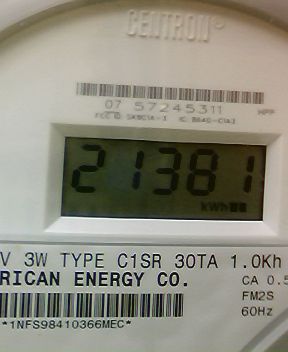 CENTRON®
07 57245311
21381
kWh
V 3W TYPE C1SR 30TA 1.0Kh
RICAN ENERGY CO.
CA 0.5
FM2S
60Hz
*1NFS98410366MEC*